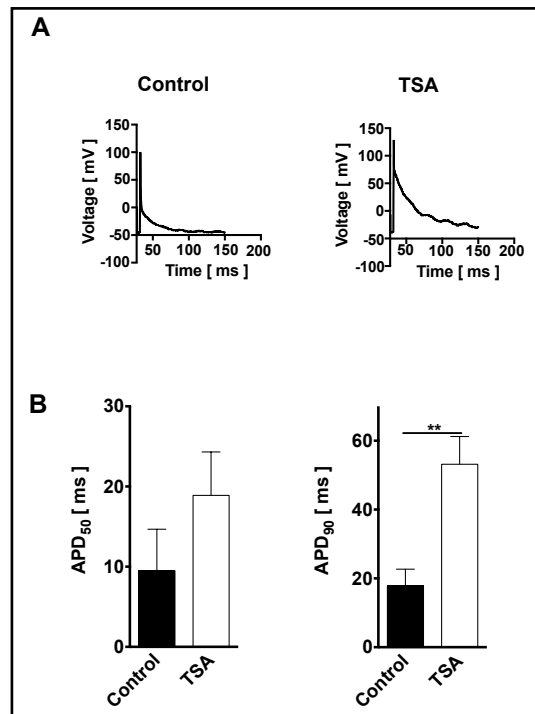 A
Control
TSA
Voltage [ mV]
150
100
50
0
-50
-100
50
100
150
200
Time [ ms]
Voltage [ mV]
150
100
50
0
-50
-100
50
100
150
200
Time [ ms]
B
APD50 [ ms]
30
20
10
0
Control
TSA
APD90 [ ms]
60
40
20
0
**
Control
TSA